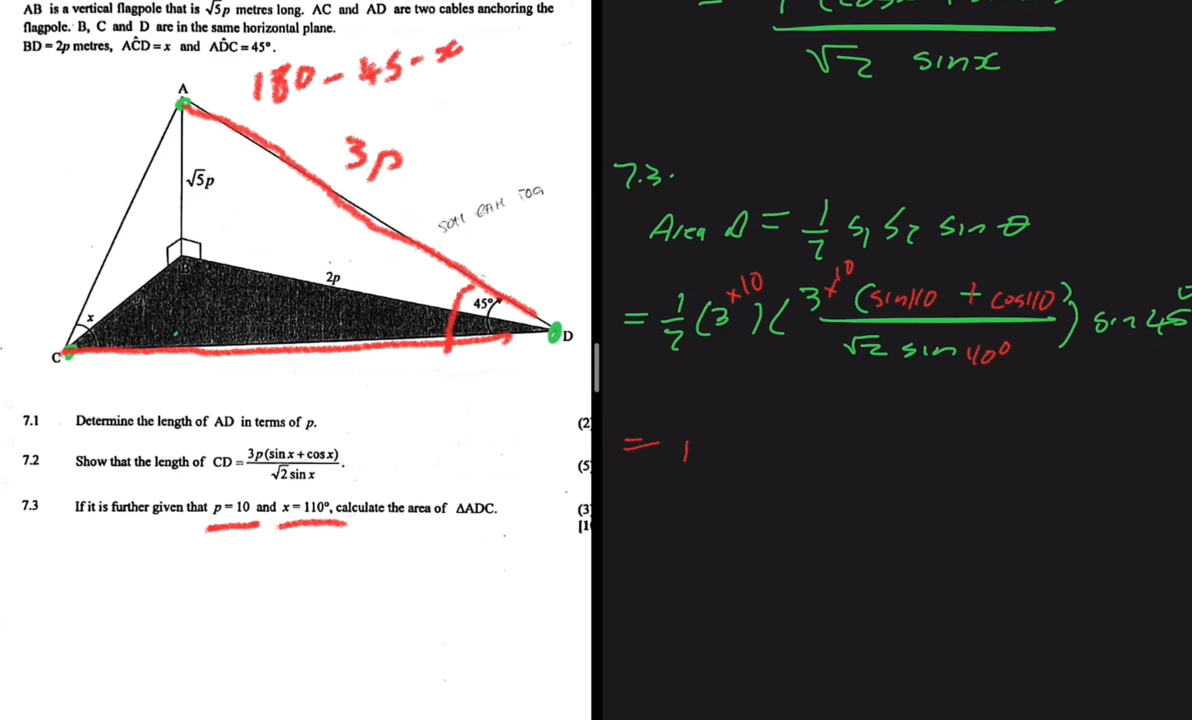 AB is a vertical flagpole that is √5p metres long. AC and AD are two cables anchoring the
flagpole. B, C and D are in the same horizontal plane.
BD = 2p metres, AĈD = x and AD̂C = 45°.
180 - 45 - x
A
3p
√5p
B
2p
45°
x
C
D
7.1 Determine the length of AD in terms of p. (2
7.2 Show that the length of CD = 3p(sin x + cos x) / √2 sin x . (5
7.3 If it is further given that p = 10 and x = 110°, calculate the area of ΔADC. (3
[1
√2 sinx
7.3.
Area Δ = 1/2 s₁ s₂ sin θ
= 1/2 (3×10) (3×10 (sin110 + cos110) / √2 sin110) sin 45
=